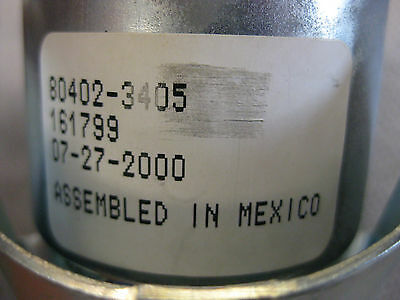 80402-3405
161799
07-27-2000
ASSEMBLED IN MEXICO